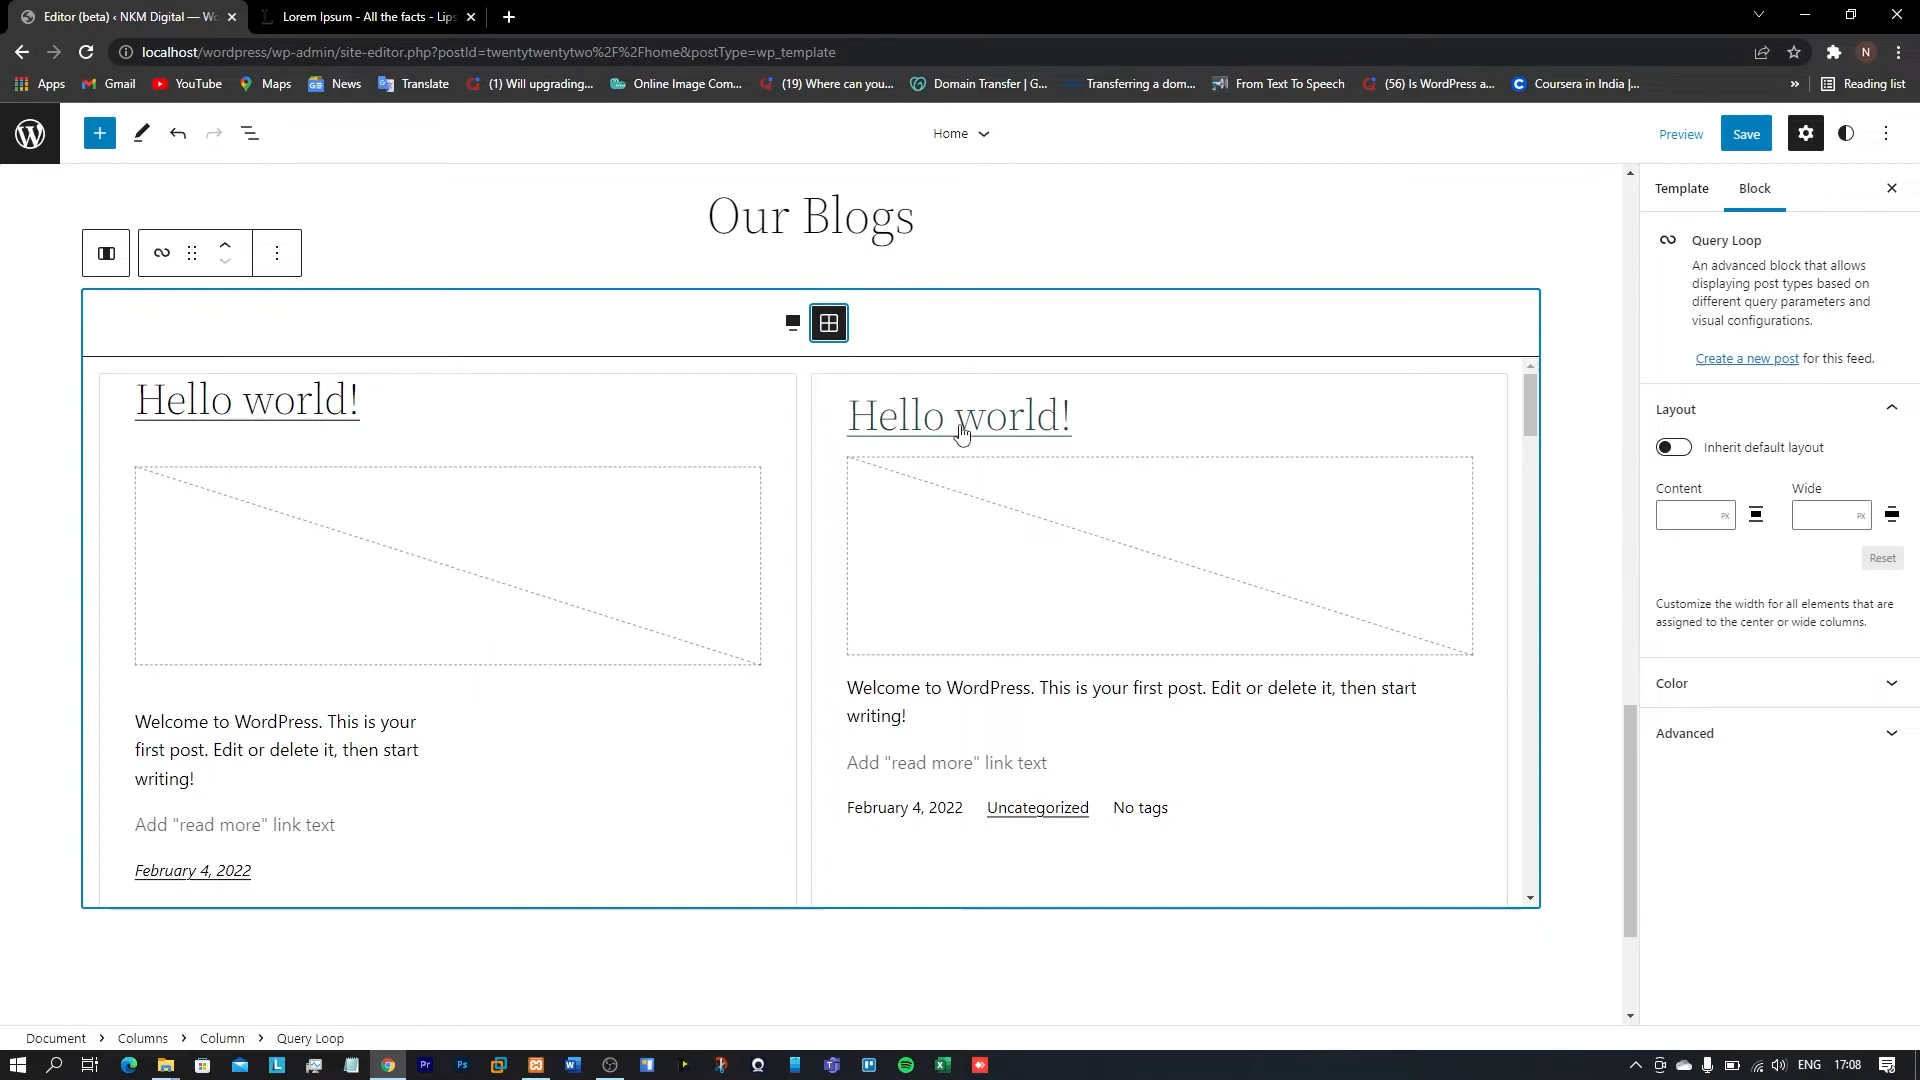 Editor (beta) ‹ NKM Digital — Wo
Lorem Ipsum - All the facts - Lips
localhost/wordpress/wp-admin/site-editor.php?postId=twentytwentytwo%2F%2Fhome&postType=wp_template
N
Apps
Gmail
YouTube
Maps
News
Translate
(1) Will upgrading...
Online Image Com...
(19) Where can you...
Domain Transfer | G...
Transferring a dom...
From Text To Speech
(56) Is WordPress a...
Coursera in India |...
»
Reading list
Home
Preview
Save
Our Blogs
Hello world!
Welcome to WordPress. This is your
first post. Edit or delete it, then start
writing!
Add "read more" link text
February 4, 2022
Hello world!
Welcome to WordPress. This is your first post. Edit or delete it, then start
writing!
Add "read more" link text
February 4, 2022 Uncategorized No tags
Template Block
Query Loop
An advanced block that allows
displaying post types based on
different query parameters and
visual configurations.
Create a new post for this feed.
Layout
Inherit default layout
Content Wide
PX PX
Reset
Customize the width for all elements that are
assigned to the center or wide columns.
Color
Advanced
Document > Columns > Column > Query Loop
ENG 17:08